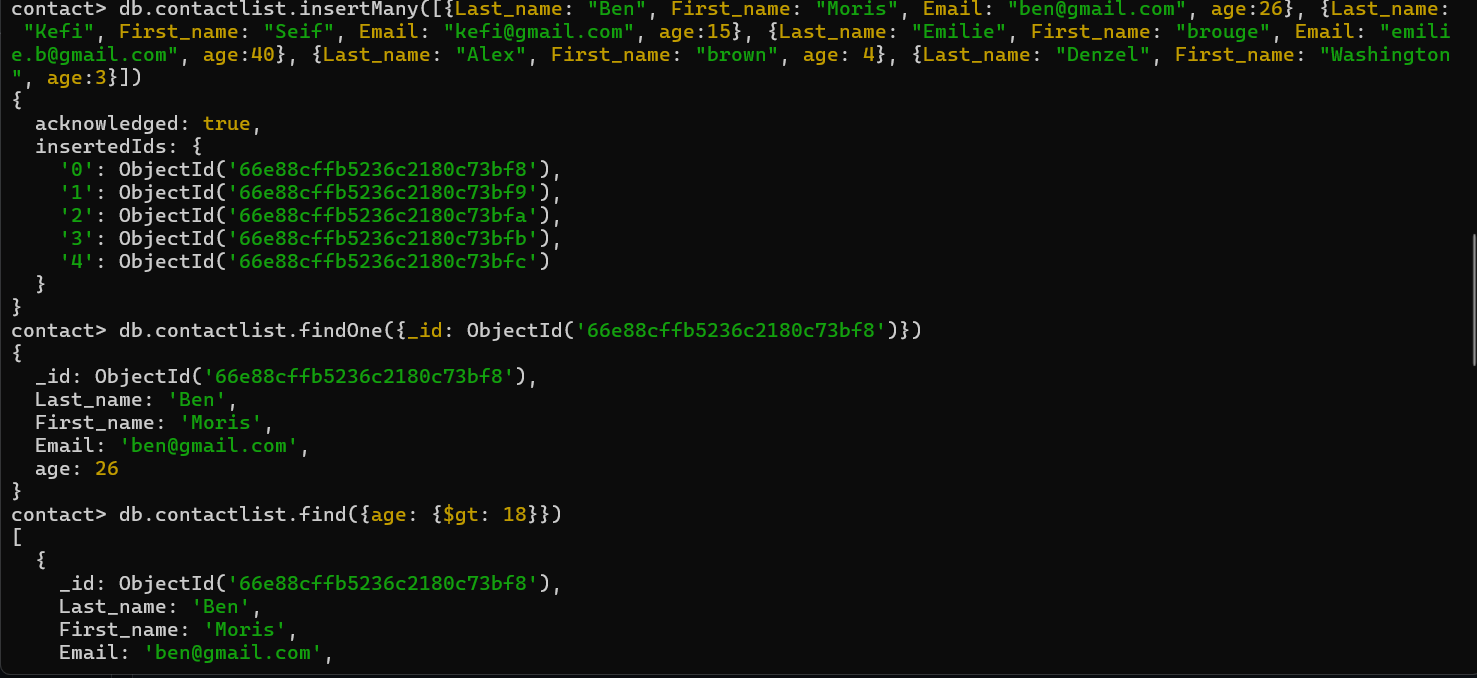 contact> db.contactlist.insertMany([{Last_name: "Ben", First_name: "Moris", Email: "ben@gmail.com", age:26}, {Last_name:
 "Kefi", First_name: "Seif", Email: "kefi@gmail.com", age:15}, {Last_name: "Emilie", First_name: "brouge", Email: "emili
e.b@gmail.com", age:40}, {Last_name: "Alex", First_name: "brown", age: 4}, {Last_name: "Denzel", First_name: "Washington
", age:3}])
{
  acknowledged: true,
  insertedIds: {
    '0': ObjectId('66e88cffb5236c2180c73bf8'),
    '1': ObjectId('66e88cffb5236c2180c73bf9'),
    '2': ObjectId('66e88cffb5236c2180c73bfa'),
    '3': ObjectId('66e88cffb5236c2180c73bfb'),
    '4': ObjectId('66e88cffb5236c2180c73bfc')
  }
}
contact> db.contactlist.findOne({_id: ObjectId('66e88cffb5236c2180c73bf8')})
{
  _id: ObjectId('66e88cffb5236c2180c73bf8'),
  Last_name: 'Ben',
  First_name: 'Moris',
  Email: 'ben@gmail.com',
  age: 26
}
contact> db.contactlist.find({age: {$gt: 18}})
[
  {
    _id: ObjectId('66e88cffb5236c2180c73bf8'),
    Last_name: 'Ben',
    First_name: 'Moris',
    Email: 'ben@gmail.com',